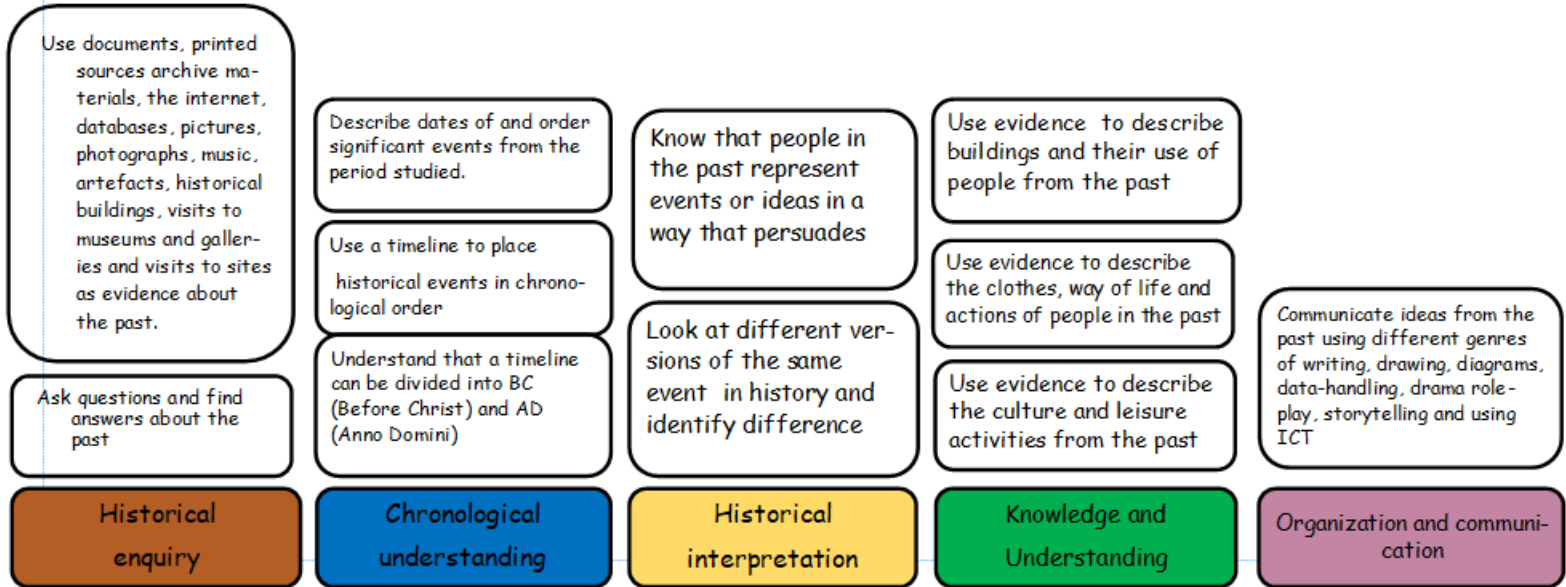 Use documents, printed
sources archive ma-
terials, the internet,
databases, pictures,
photographs, music,
artefacts, historical
buildings, visits to
museums and galler-
ies and visits to sites
as evidence about
the past.
Ask questions and find
answers about the
past
Historical
enquiry
Describe dates of and order
significant events from the
period studied.
Use a timeline to place
historical events in chrono-
logical order
Understand that a timeline
can be divided into BC
(Before Christ) and AD
(Anno Domini)
Chronological
understanding
Know that people in
the past represent
events or ideas in a
way that persuades
Look at different ver-
sions of the same
event in history and
identify difference
Historical
interpretation
Use evidence to describe
buildings and their use of
people from the past
Use evidence to describe
the clothes, way of life and
actions of people in the past
Use evidence to describe
the culture and leisure
activities from the past
Knowledge and
Understanding
Communicate ideas from the
past using different genres
of writing, drawing, diagrams,
data-handling, drama role-
play, storytelling and using
ICT
Organization and communi-
cation